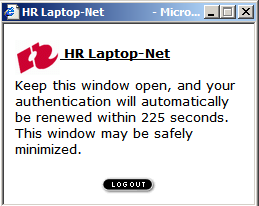 HR Laptop-Net - Micro...
HR Laptop-Net
Keep this window open, and your
authentication will automatically
be renewed within 225 seconds.
This window may be safely
minimized.
LOGOUT